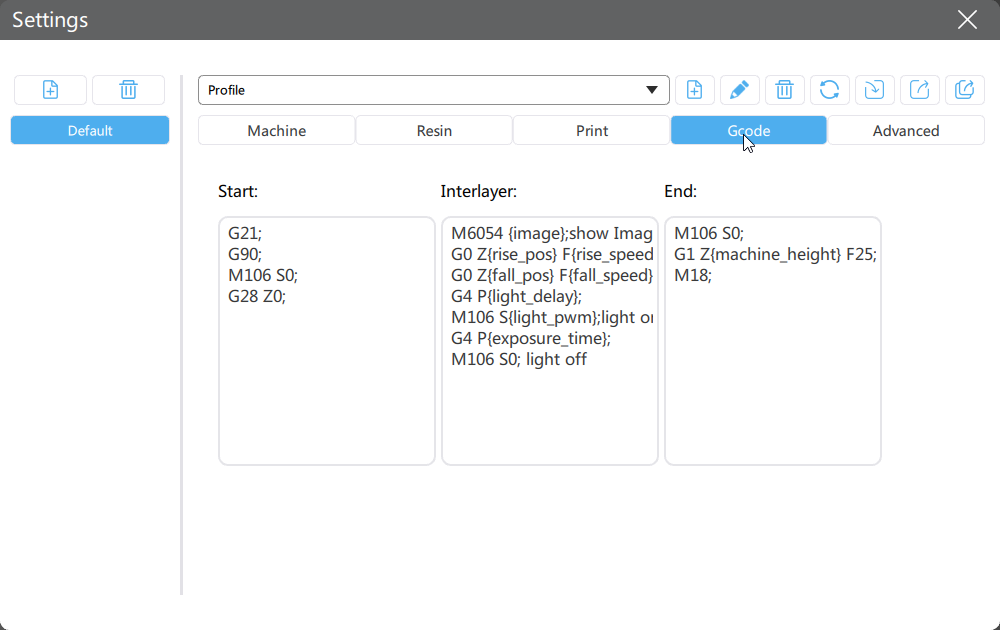 Settings
Profile
Default
Machine
Resin
Print
Gcode
Advanced
Start:
G21;
G90;
M106 S0;
G28 Z0;
Interlayer:
M6054 {image};show Imag
G0 Z{rise_pos} F{rise_speed
G0 Z{fall_pos} F{fall_speed}
G4 P{light_delay};
M106 S{light_pwm};light on
G4 P{exposure_time};
M106 S0; light off
End:
M106 S0;
G1 Z{machine_height} F25;
M18;